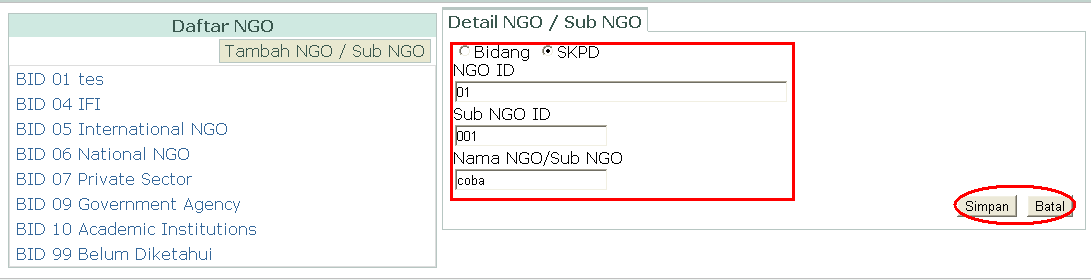 Daftar NGO
Tambah NGO / Sub NGO
BID 01 tes
BID 04 IFI
BID 05 International NGO
BID 06 National NGO
BID 07 Private Sector
BID 09 Government Agency
BID 10 Academic Institutions
BID 99 Belum Diketahui
Detail NGO / Sub NGO
Bidang SKPD
NGO ID
01
Sub NGO ID
001
Nama NGO/Sub NGO
coba
Simpan Batal